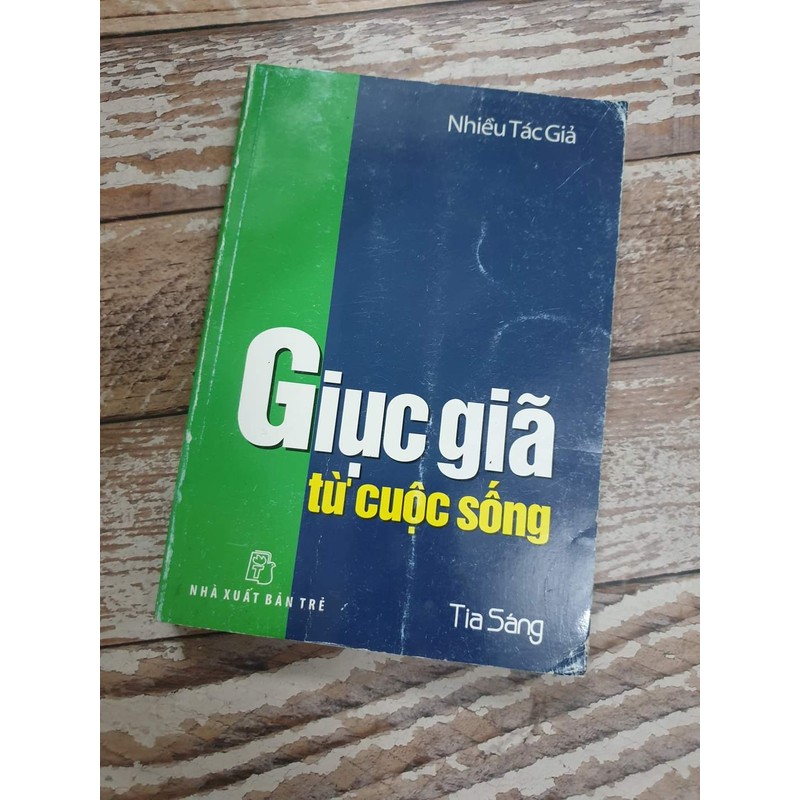 Nhiều Tác Giả
Giục giã
từ cuộc sống
T
NHÀ XUẤT BẢN TRẺ
Tia Sáng